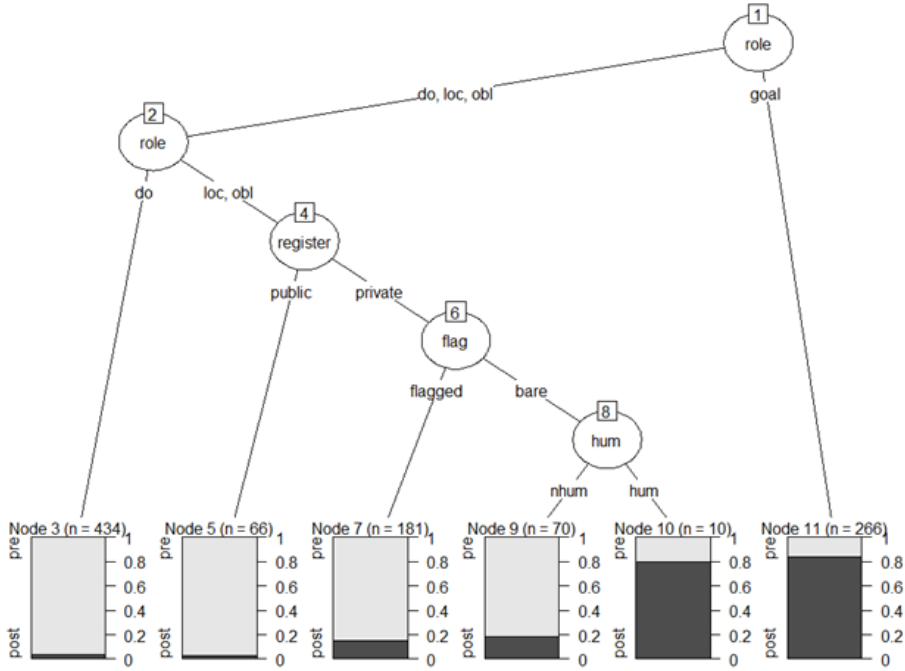 1
role
do, loc, obl
goal
2
role
do
loc, obl
4
register
public
private
6
flag
flagged
bare
8
hum
nhum
hum
Node 3 (n = 434)
Node 5 (n = 66)
Node 7 (n = 181)
Node 9 (n = 70)
Node 10 (n = 10)
Node 11 (n = 266)
pre
post
1
0.8
0.6
0.4
0.2
0
pre
post
1
0.8
0.6
0.4
0.2
0
pre
post
1
0.8
0.6
0.4
0.2
0
pre
post
1
0.8
0.6
0.4
0.2
0
pre
post
1
0.8
0.6
0.4
0.2
0
pre
post
1
0.8
0.6
0.4
0.2
0